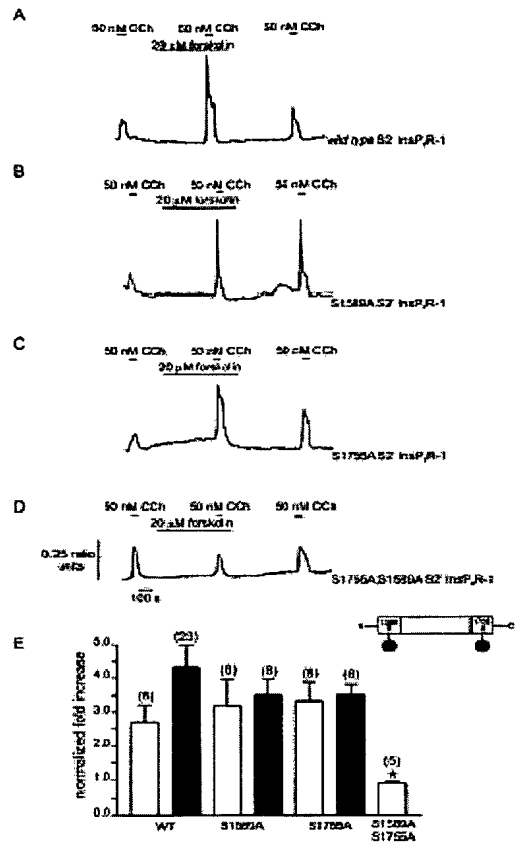 A
50 nM CCh 50 nM CCh 50 nM CCh
20 µM forskolin
wild type S2 InsP₃R-1
B
50 nM CCh 50 nM CCh 50 nM CCh
20 µM forskolin
S1589A S2' InsP₃R-1
C
50 nM CCh 50 nM CCh 50 nM CCh
20 µM forskolin
S1755A S2' InsP₃R-1
D
50 nM CCh 50 nM CCh 50 nM CCh
20 µM forskolin
0.25 ratio
units
S1755A;S1589A S2' InsP₃R-1
100 s
E
normalized fold increase
5.0
4.0
3.0
2.0
1.0
0.0
(6) (23) (6) (8) (8) (8) (5)
*
WT S1589A S1755A S1589A
S1755A